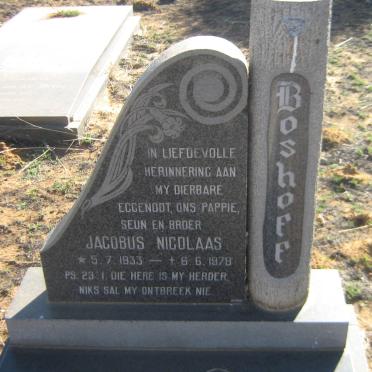 IN LIEFDEVOLLE
HERINNERING AAN
MY DIERBARE
EGGENOOT, ONS PAPPIE,
SEUN EN BROER
JACOBUS NICOLAAS
* 5.7.1933 — † 6.6.1978
PS. 23:1. DIE HERE IS MY HERDER,
NIKS SAL MY ONTBREEK NIE.
Boshoff